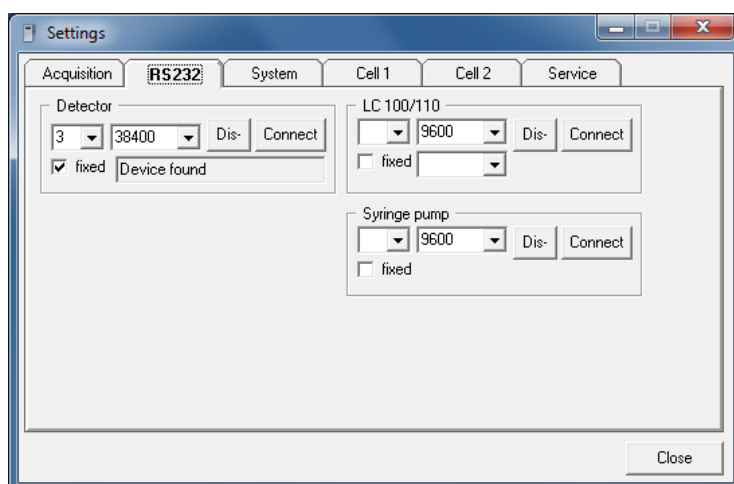 Settings
Acquisition RS232 System Cell 1 Cell 2 Service
Detector
3 38400 Dis- Connect
fixed Device found
LC 100/110
9600 Dis- Connect
fixed
Syringe pump
9600 Dis- Connect
fixed
Close